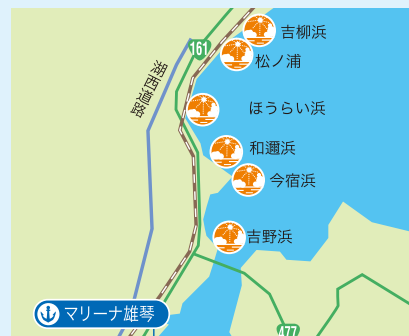 吉柳浜
161
松ノ浦
湖西道路
ほうらい浜
和邇浜
今宿浜
吉野浜
マリーナ雄琴
477